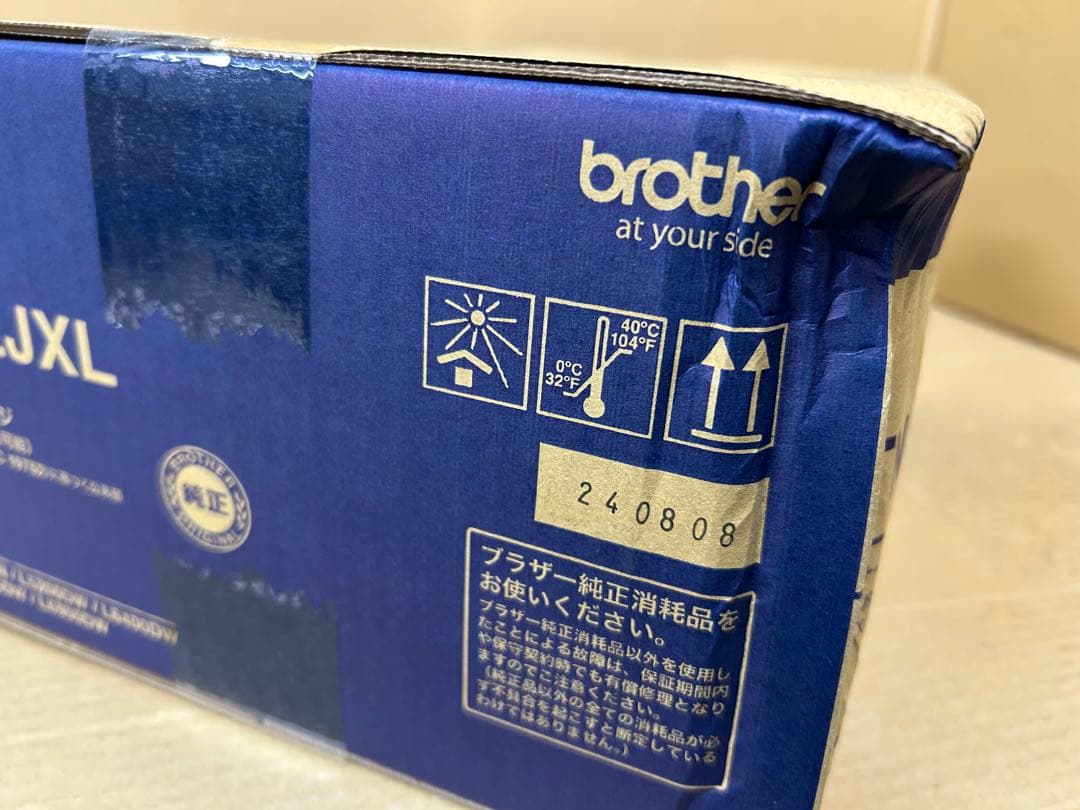 brother
at your side
40°C
104°F
0°C
32°F
JXL
ジ
BROTHER
純正
ORIGINAL
240808
L6400DW
ブラザー純正消耗品を
お使いください。
ブラザー純正消耗品以外を使用し
たことによる故障は、保証期間内
や保守契約時でも有償修理となり
ますのでご注意ください。
(純正品以外の全ての消耗品が必
ず不具合を起こすと断定している
わけではありません。)